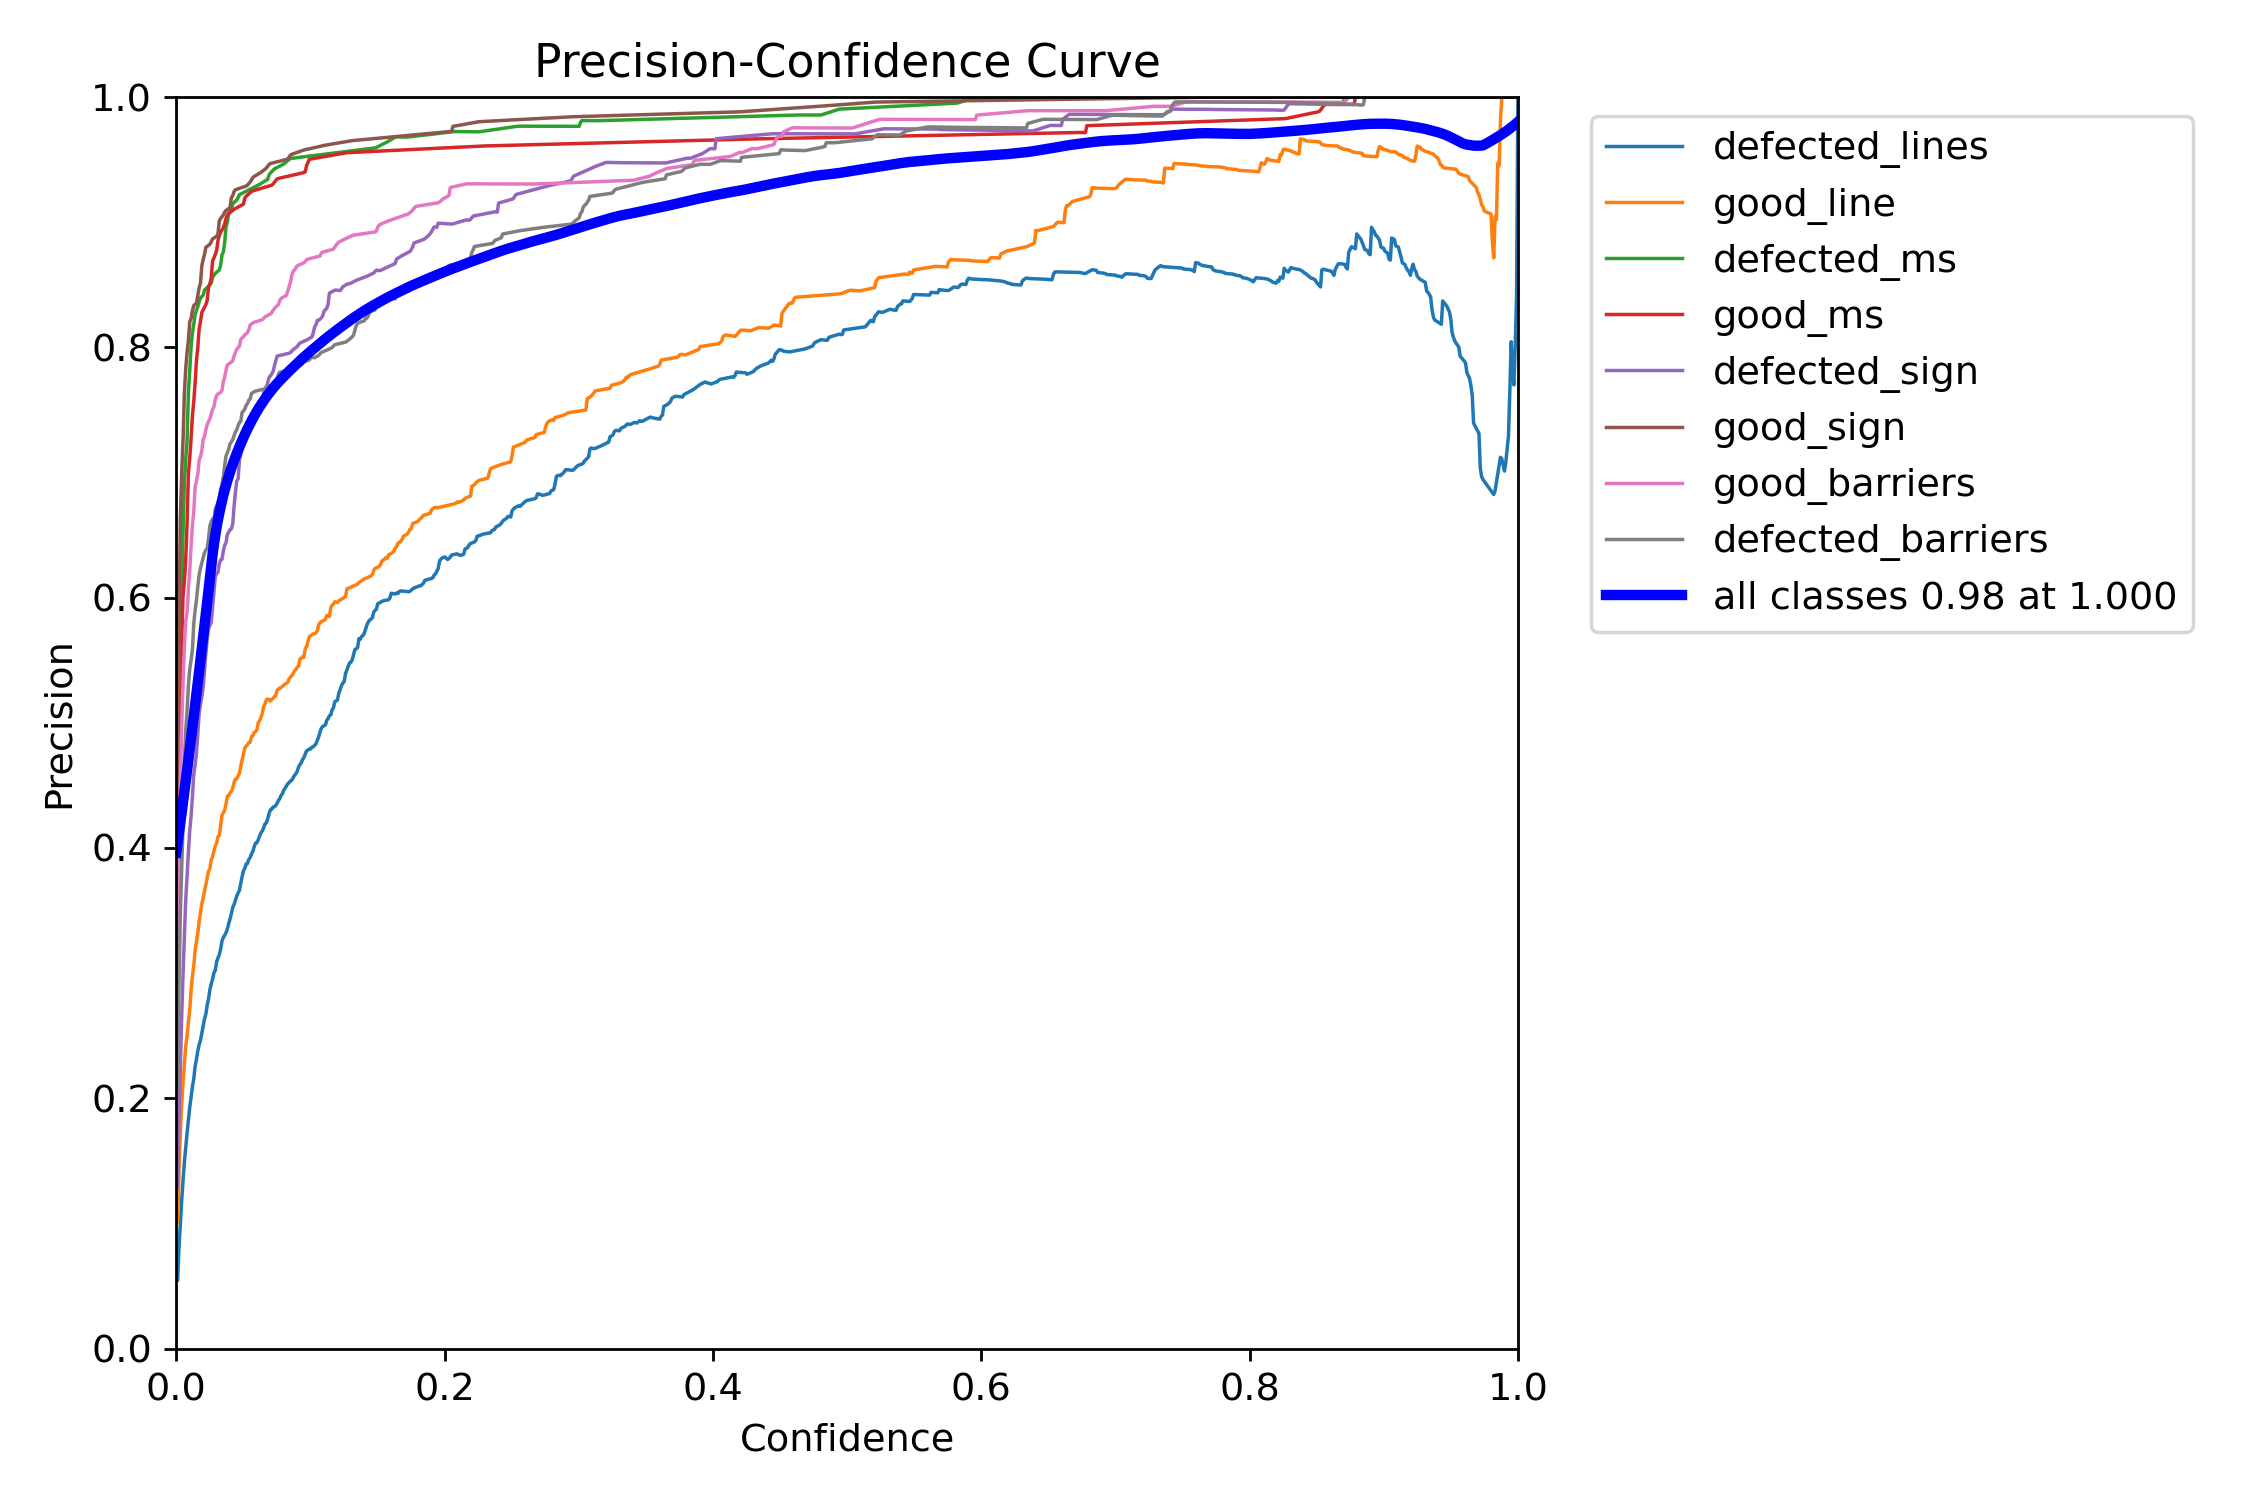 Precision-Confidence Curve
1.0
0.8
0.6
0.4
0.2
0.0
Precision
0.0 0.2 0.4 0.6 0.8 1.0
Confidence
defected_lines
good_line
defected_ms
good_ms
defected_sign
good_sign
good_barriers
defected_barriers
all classes 0.98 at 1.000